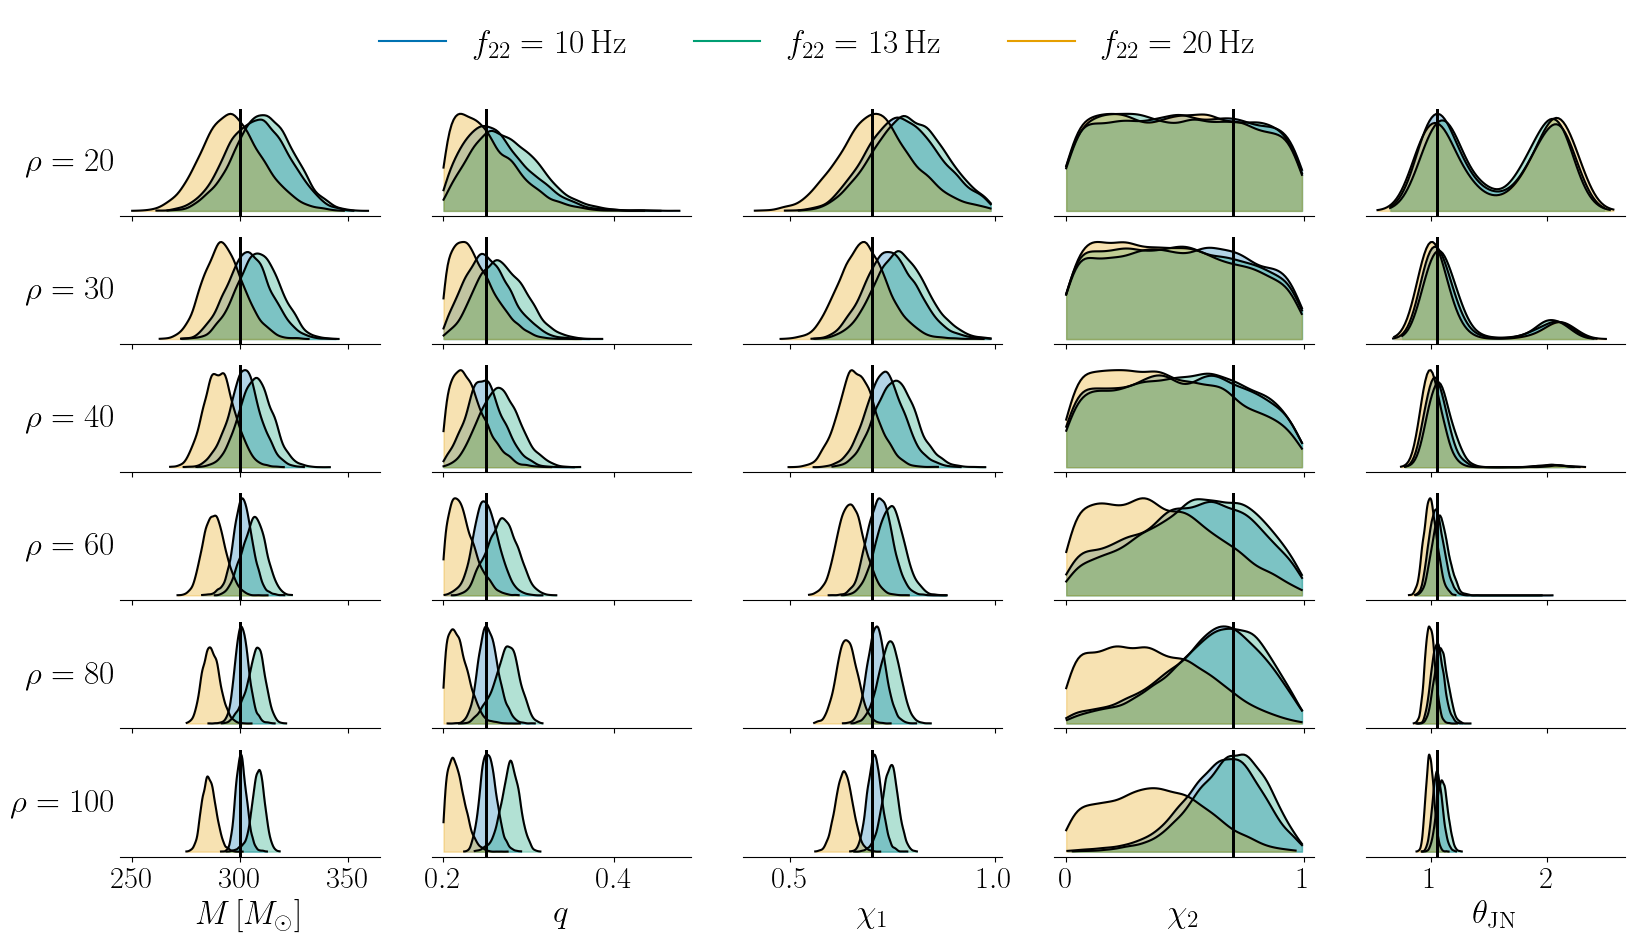 f₂₂ = 10 Hz f₂₂ = 13 Hz f₂₂ = 20 Hz
ρ = 20
ρ = 30
ρ = 40
ρ = 60
ρ = 80
ρ = 100
250 300 350 0.2 0.4 0.5 1.0 0 1 1 2
M [M⊙] q χ₁ χ₂ θ_JN